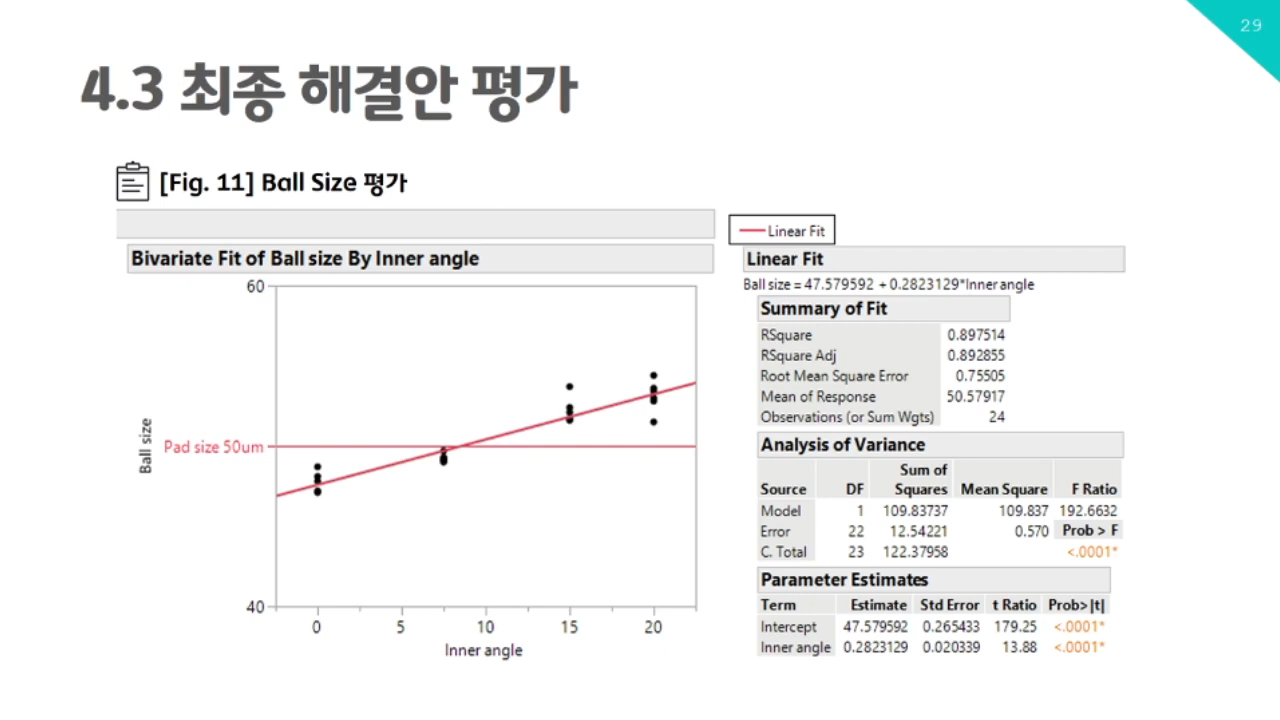 29
4.3 최종 해결안 평가
[Fig. 11] Ball Size 평가
Bivariate Fit of Ball size By Inner angle
60
Pad size 50um
40
Ball size
0 5 10 15 20
Inner angle
Linear Fit
Linear Fit
Ball size = 47.579592 + 0.2823129*Inner angle
Summary of Fit
RSquare 0.897514
RSquare Adj 0.892855
Root Mean Square Error 0.75505
Mean of Response 50.57917
Observations (or Sum Wgts) 24
Analysis of Variance
Sum of
Source DF Squares Mean Square F Ratio
Model 1 109.83737 109.837 192.6632
Error 22 12.54221 0.570 Prob > F
C. Total 23 122.37958 <.0001*
Parameter Estimates
Term Estimate Std Error t Ratio Prob>|t|
Intercept 47.579592 0.265433 179.25 <.0001*
Inner angle 0.2823129 0.020339 13.88 <.0001*